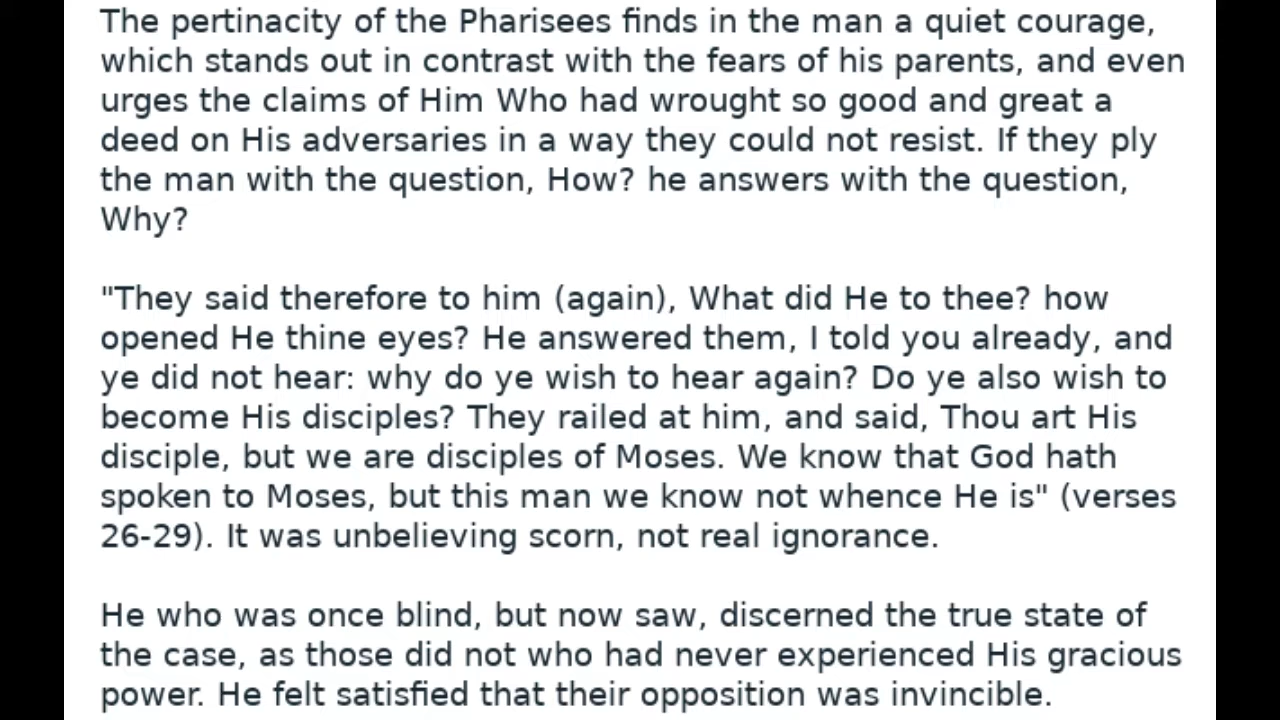 The pertinacity of the Pharisees finds in the man a quiet courage,
which stands out in contrast with the fears of his parents, and even
urges the claims of Him Who had wrought so good and great a
deed on His adversaries in a way they could not resist. If they ply
the man with the question, How? he answers with the question,
Why?
"They said therefore to him (again), What did He to thee? how
opened He thine eyes? He answered them, I told you already, and
ye did not hear: why do ye wish to hear again? Do ye also wish to
become His disciples? They railed at him, and said, Thou art His
disciple, but we are disciples of Moses. We know that God hath
spoken to Moses, but this man we know not whence He is" (verses
26-29). It was unbelieving scorn, not real ignorance.
He who was once blind, but now saw, discerned the true state of
the case, as those did not who had never experienced His gracious
power. He felt satisfied that their opposition was invincible.